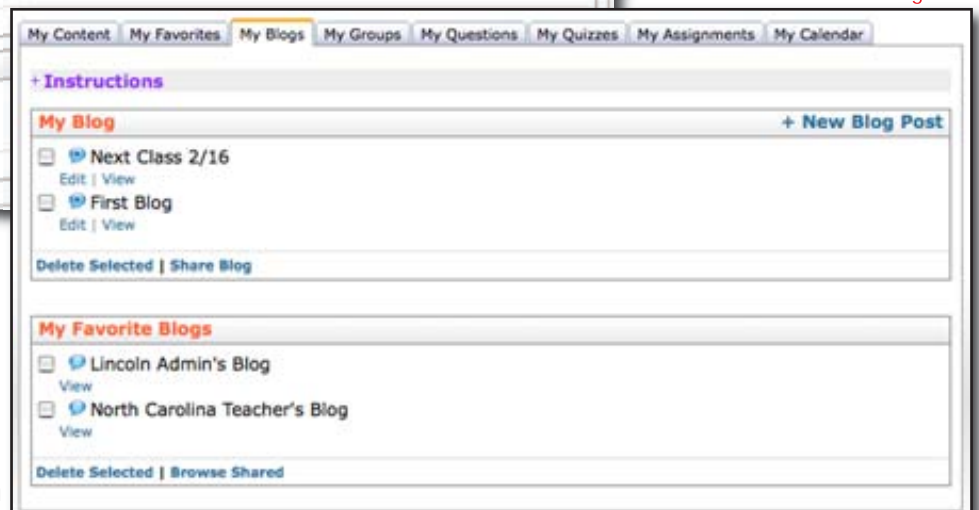 My Content My Favorites My Blogs My Groups My Questions My Quizzes My Assignments My Calendar
+ Instructions
My Blog + New Blog Post
Next Class 2/16
Edit | View
First Blog
Edit | View
Delete Selected | Share Blog
My Favorite Blogs
Lincoln Admin's Blog
View
North Carolina Teacher's Blog
View
Delete Selected | Browse Shared